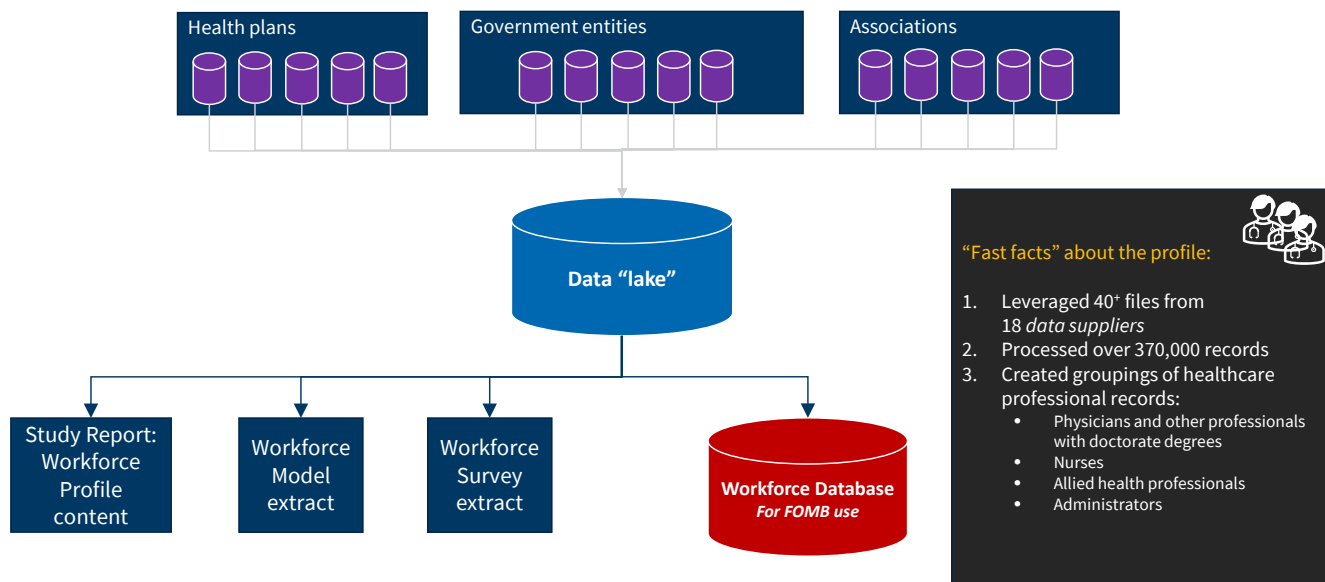 Health plans
Government entities
Associations
Data “lake”
Study Report:
Workforce
Profile
content
Workforce
Model
extract
Workforce
Survey
extract
Workforce Database
For FOMB use
“Fast facts” about the profile:
1. Leveraged 40+ files from
18 data suppliers
2. Processed over 370,000 records
3. Created groupings of healthcare
professional records:
• Physicians and other professionals
with doctorate degrees
• Nurses
• Allied health professionals
• Administrators